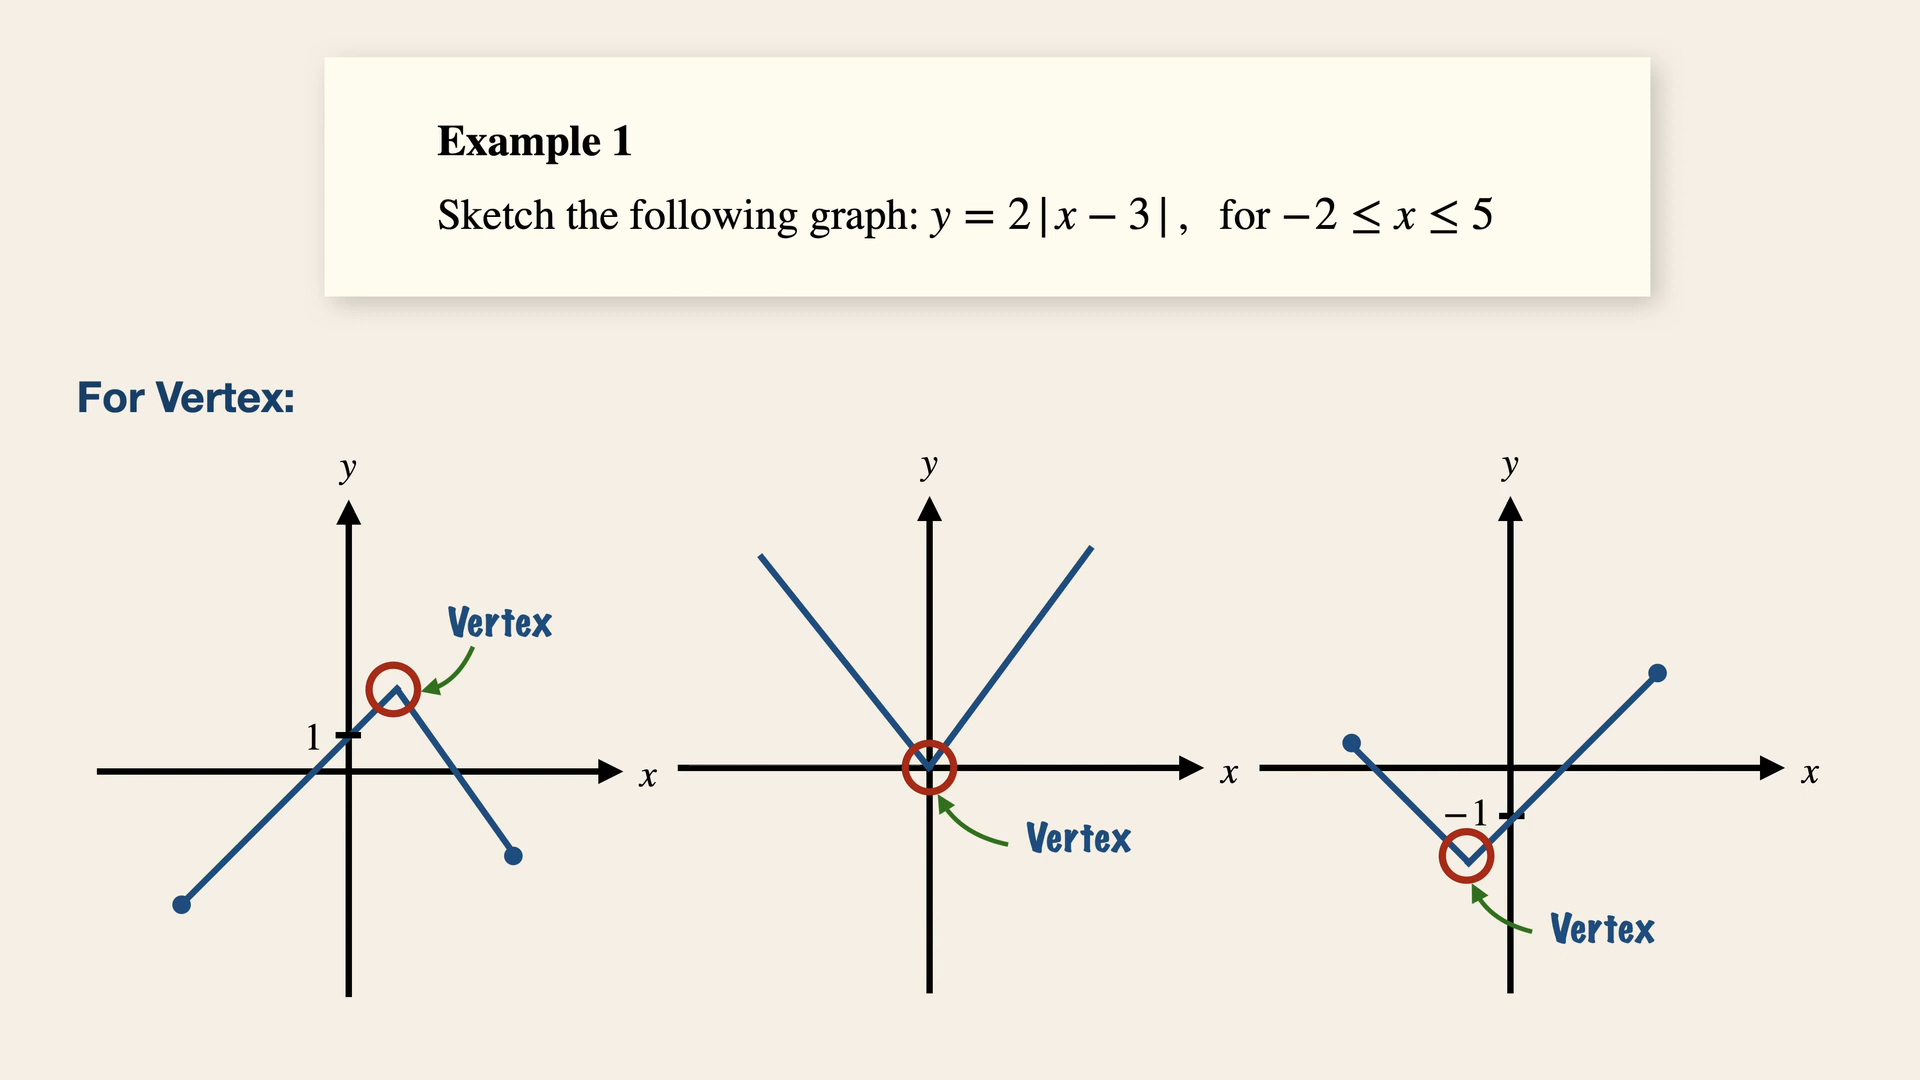 Example 1
Sketch the following graph: y = 2|x − 3|, for −2 ≤ x ≤ 5
For Vertex:
y
Vertex
1
x
y
x
Vertex
y
x
−1
Vertex